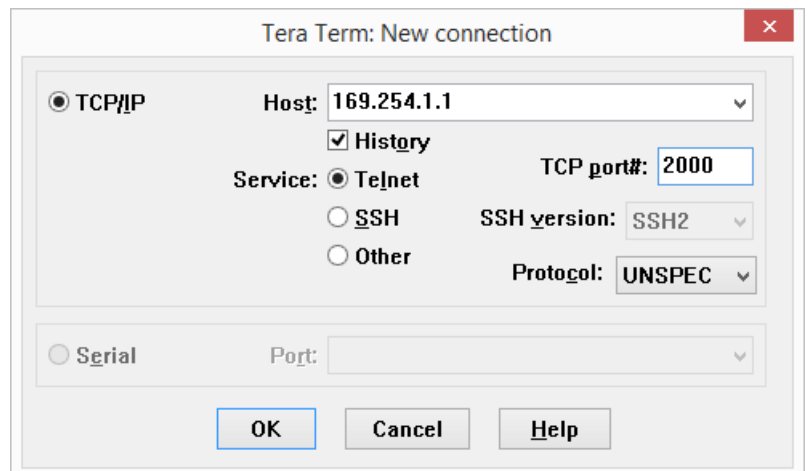 Tera Term: New connection
TCP/IP Host: 169.254.1.1
History
Service: Telnet TCP port#: 2000
SSH SSH version: SSH2
Other Protocol: UNSPEC
Serial Port:
OK Cancel Help